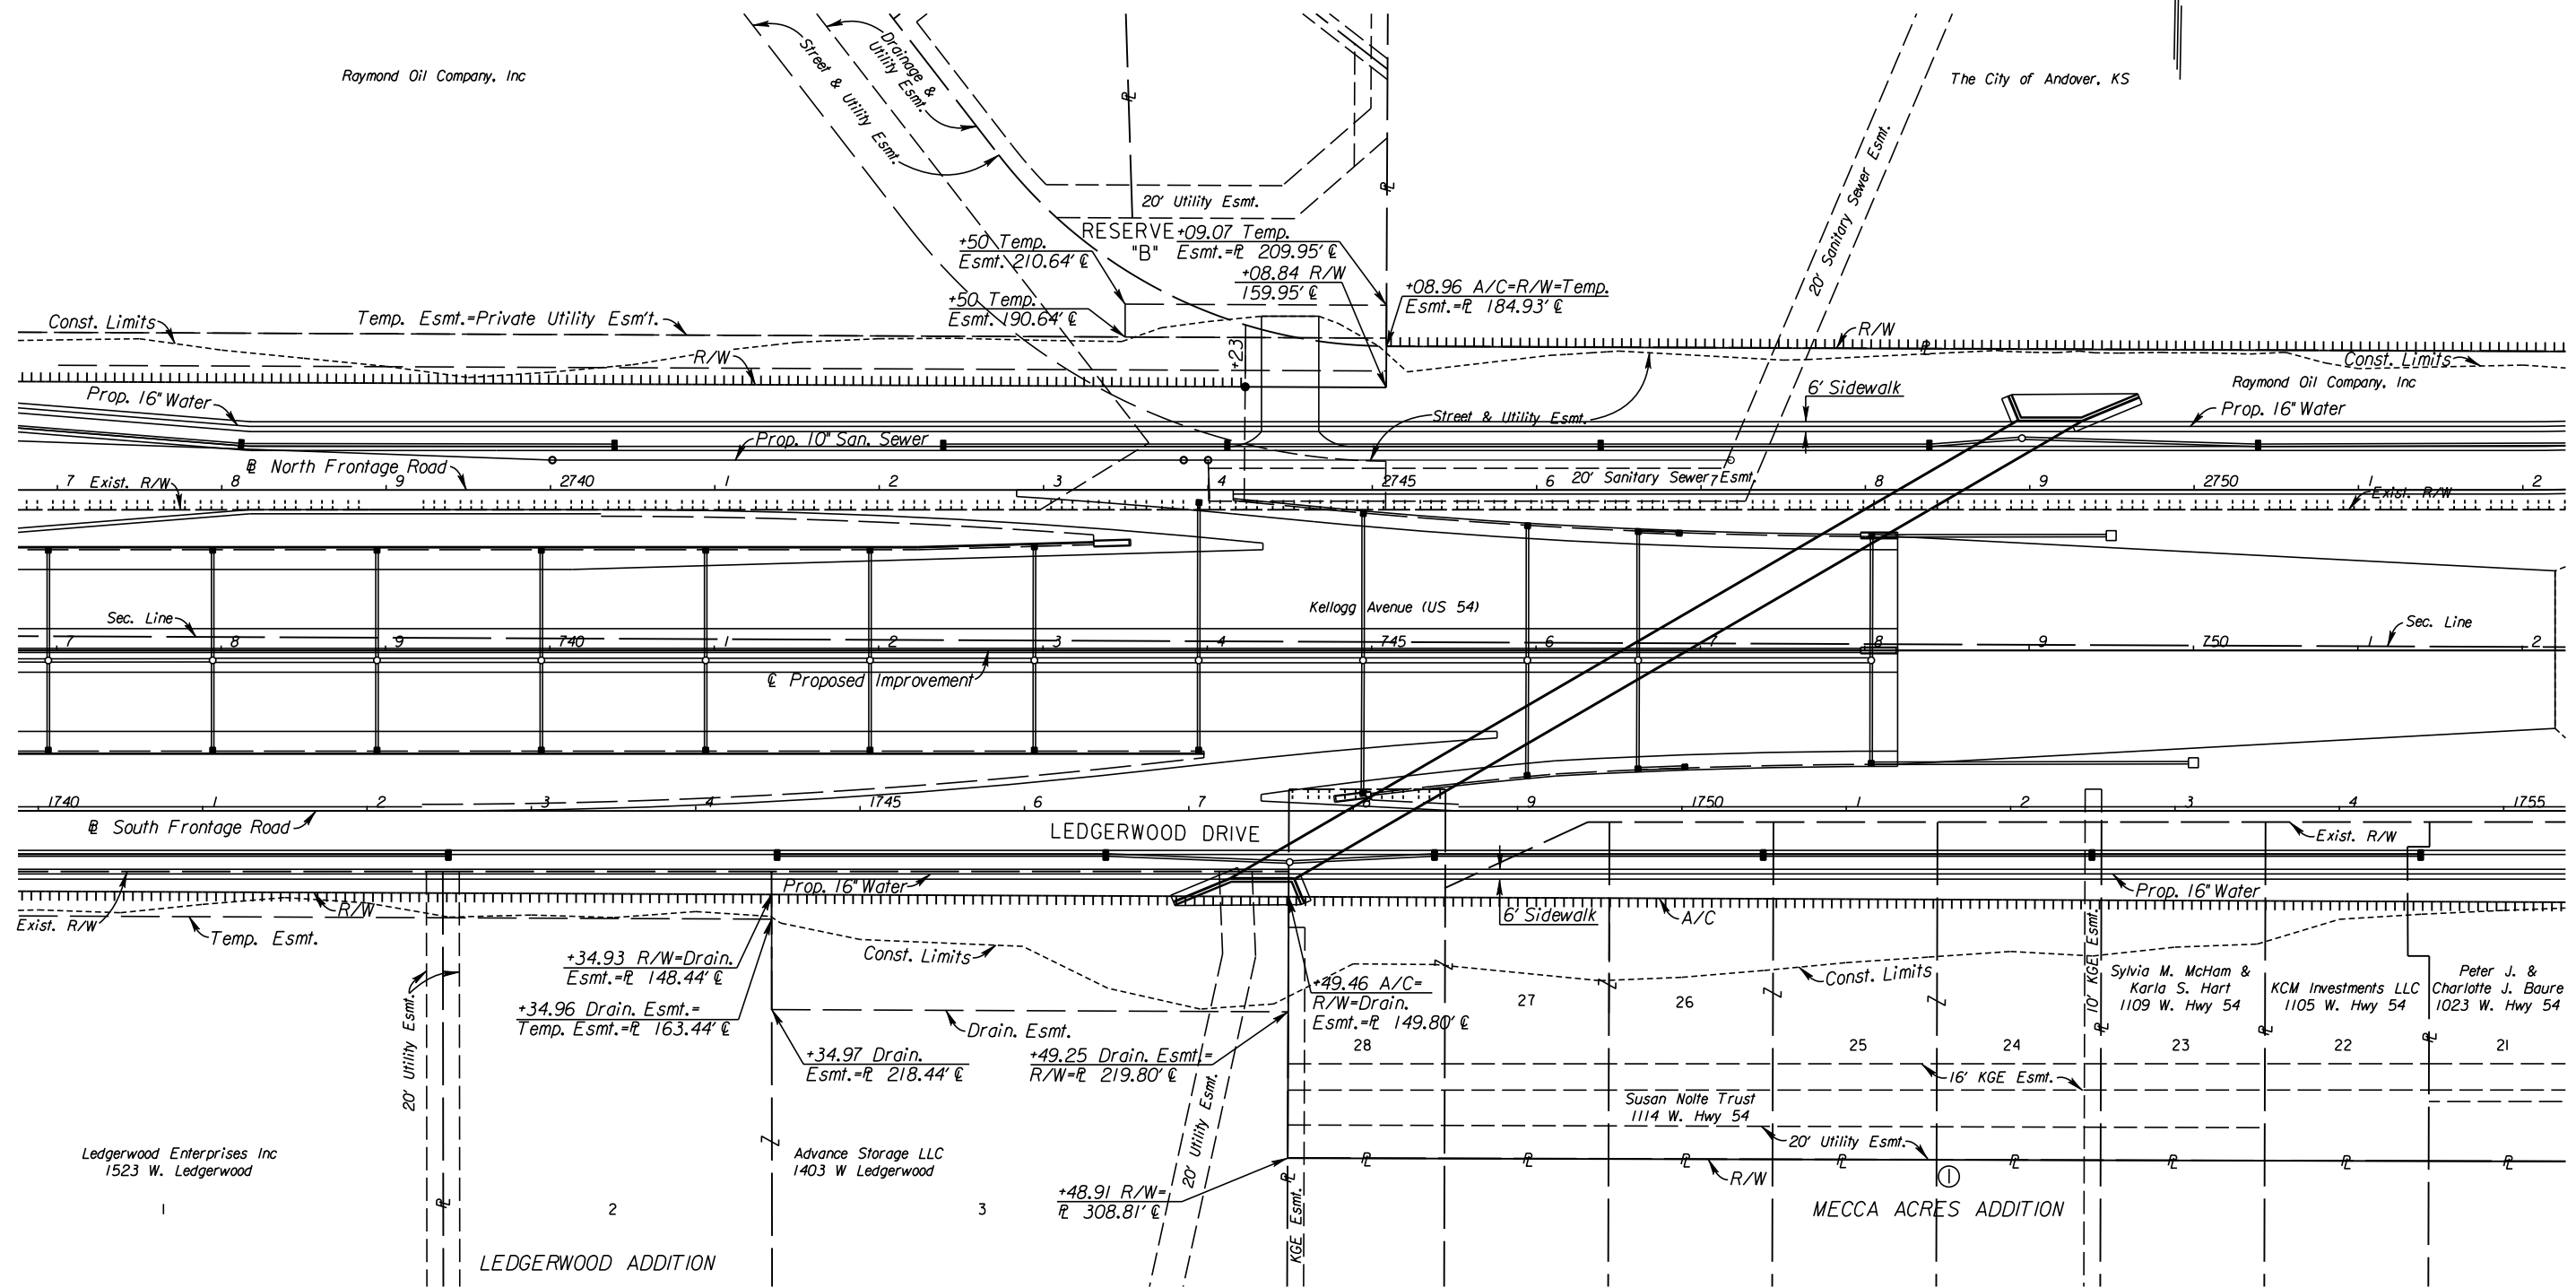 Raymond Oil Company, Inc
Street & Utility Esmt.
Drainage &
Utility Esmt.
℄
The City of Andover, KS
20' Sanitary Sewer Esmt.
20' Utility Esmt.
RESERVE
"B"
+50 Temp.
Esmt. 210.64' ℄
+09.07 Temp.
Esmt.=℄ 209.95' ℄
+08.84 R/W
159.95' ℄
+50 Temp.
Esmt. 190.64' ℄
+08.96 A/C=R/W=Temp.
Esmt.=℄ 184.93' ℄
Const. Limits
Temp. Esmt.=Private Utility Esm't.
R/W
+23
R/W
Const. Limits
Raymond Oil Company, Inc
Prop. 16" Water
6' Sidewalk
Street & Utility Esmt.
Prop. 16" Water
Prop. 10" San. Sewer
North Frontage Road
Exist. R/W
7 8 9 2740 1 2 3 4 2745 6 7 8 9 2750 1 2
20' Sanitary Sewer Esmt.
Exist. R/W
Kellogg Avenue (US 54)
Sec. Line
Sec. Line
7 8 9 740 1 2 3 4 745 6 7 8 9 750 1 2
℄ Proposed Improvement
1740 1 2 3 4 1745 6 7 8 9 1750 1 2 3 4 1755
South Frontage Road
LEDGERWOOD DRIVE
Exist. R/W
Prop. 16" Water
Prop. 16" Water
R/W
6' Sidewalk
A/C
Exist. R/W
Temp. Esmt.
+34.93 R/W=Drain.
Esmt.=℄ 148.44' ℄
Const. Limits
+34.96 Drain. Esmt.=
Temp. Esmt.=℄ 163.44' ℄
Drain. Esmt.
+49.46 A/C=
R/W=Drain.
Esmt.=℄ 149.80' ℄
Const. Limits
+34.97 Drain.
Esmt.=℄ 218.44' ℄
+49.25 Drain. Esmt.=
R/W=℄ 219.80' ℄
20' Utility Esmt.
20' Utility Esmt.
10' KGE Esmt.
Sylvia M. McHam &
Karla S. Hart
1109 W. Hwy 54
KCM Investments LLC
1105 W. Hwy 54
Peter J. &
Charlotte J. Baure
1023 W. Hwy 54
28 27 26 25 24 23 22 21
16' KGE Esmt.
Susan Nolte Trust
1114 W. Hwy 54
20' Utility Esmt.
R/W
Ledgerwood Enterprises Inc
1523 W. Ledgerwood
Advance Storage LLC
1403 W Ledgerwood
+48.91 R/W=
℄ 308.81' ℄
KGE Esmt.
1
2
3
1
MECCA ACRES ADDITION
LEDGERWOOD ADDITION